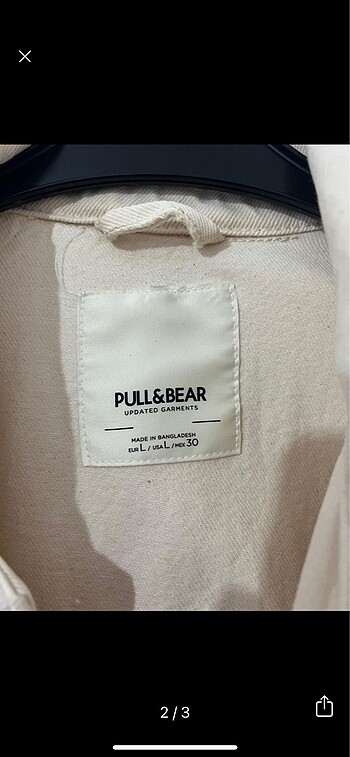 PULL&BEAR
UPDATED GARMENTS
MADE IN BANGLADESH
EUR L / USA L / MEX 30
2 / 3